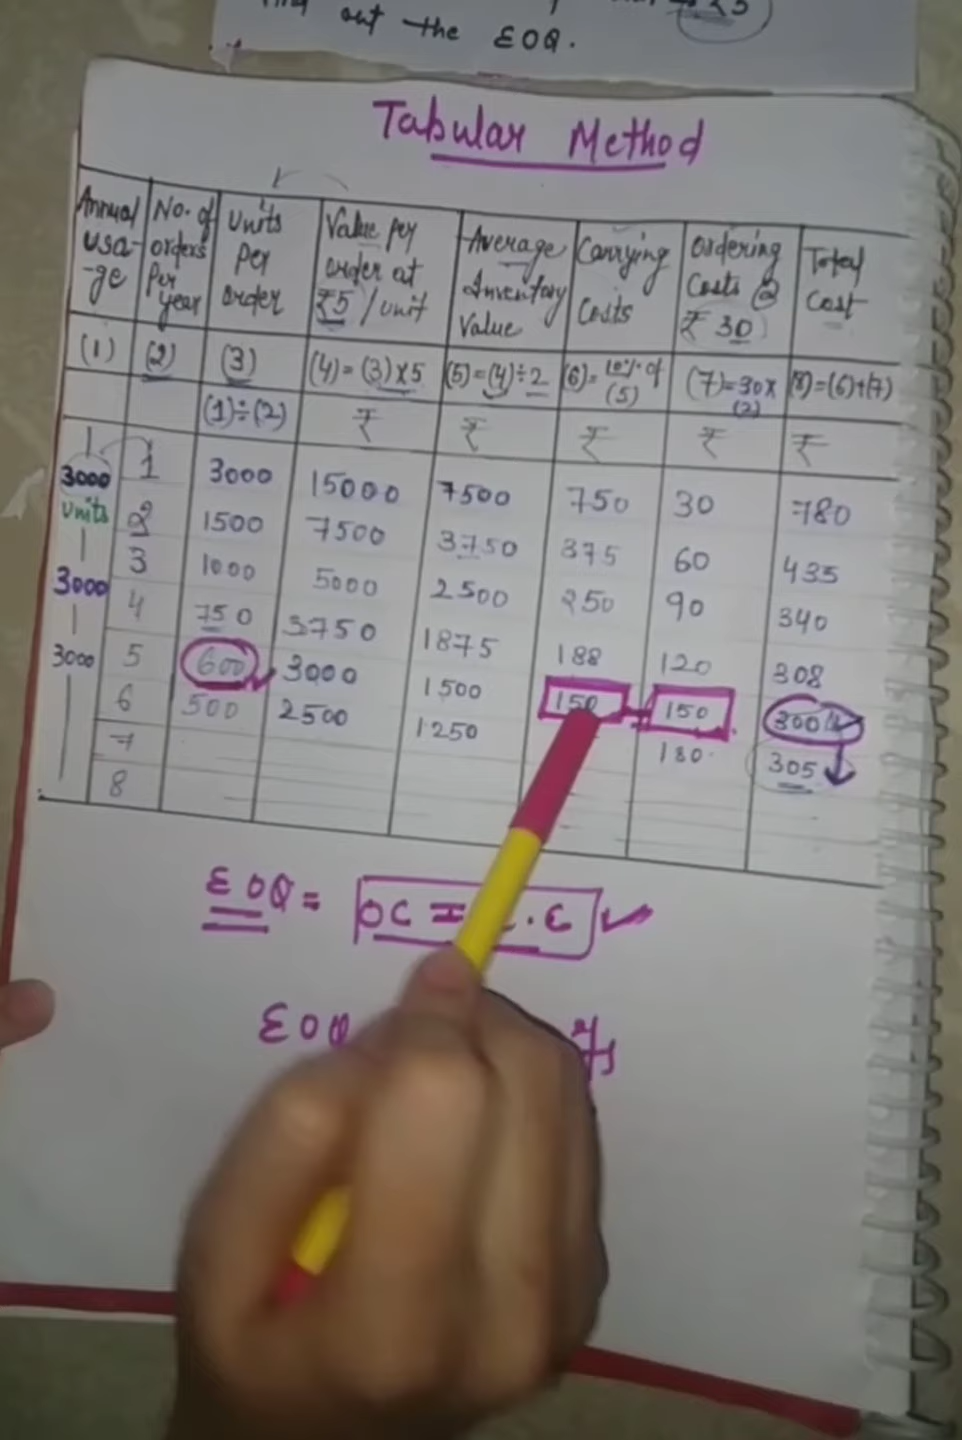 out the EOQ.
Tabular Method
Annual usa-ge | No. of orders Per year | Units Per order | Value per order at ₹5/unit | Average Inventory Value | Carrying Costs | Ordering Costs @ ₹ 30 | Total Cost
(1) | (2) | (3) | (4)=(3)x5 | (5)=(4)÷2 | (6)=10% of (5) | (7)=30x(2) | (8)=(6)+(7)
(1)÷(2) | ₹ | ₹ | ₹ | ₹ | ₹
3000 units | 1 | 3000 | 15000 | 7500 | 750 | 30 | 780
2 | 1500 | 7500 | 3750 | 375 | 60 | 435
3000 | 3 | 1000 | 5000 | 2500 | 250 | 90 | 340
4 | 750 | 3750 | 1875 | 188 | 120 | 308
3000 | 5 | 600 | 3000 | 1500 | 150 | 150 | 300
6 | 500 | 2500 | 1250 | 180 | 305
7
8
EOQ = OC = C.C
EOQ